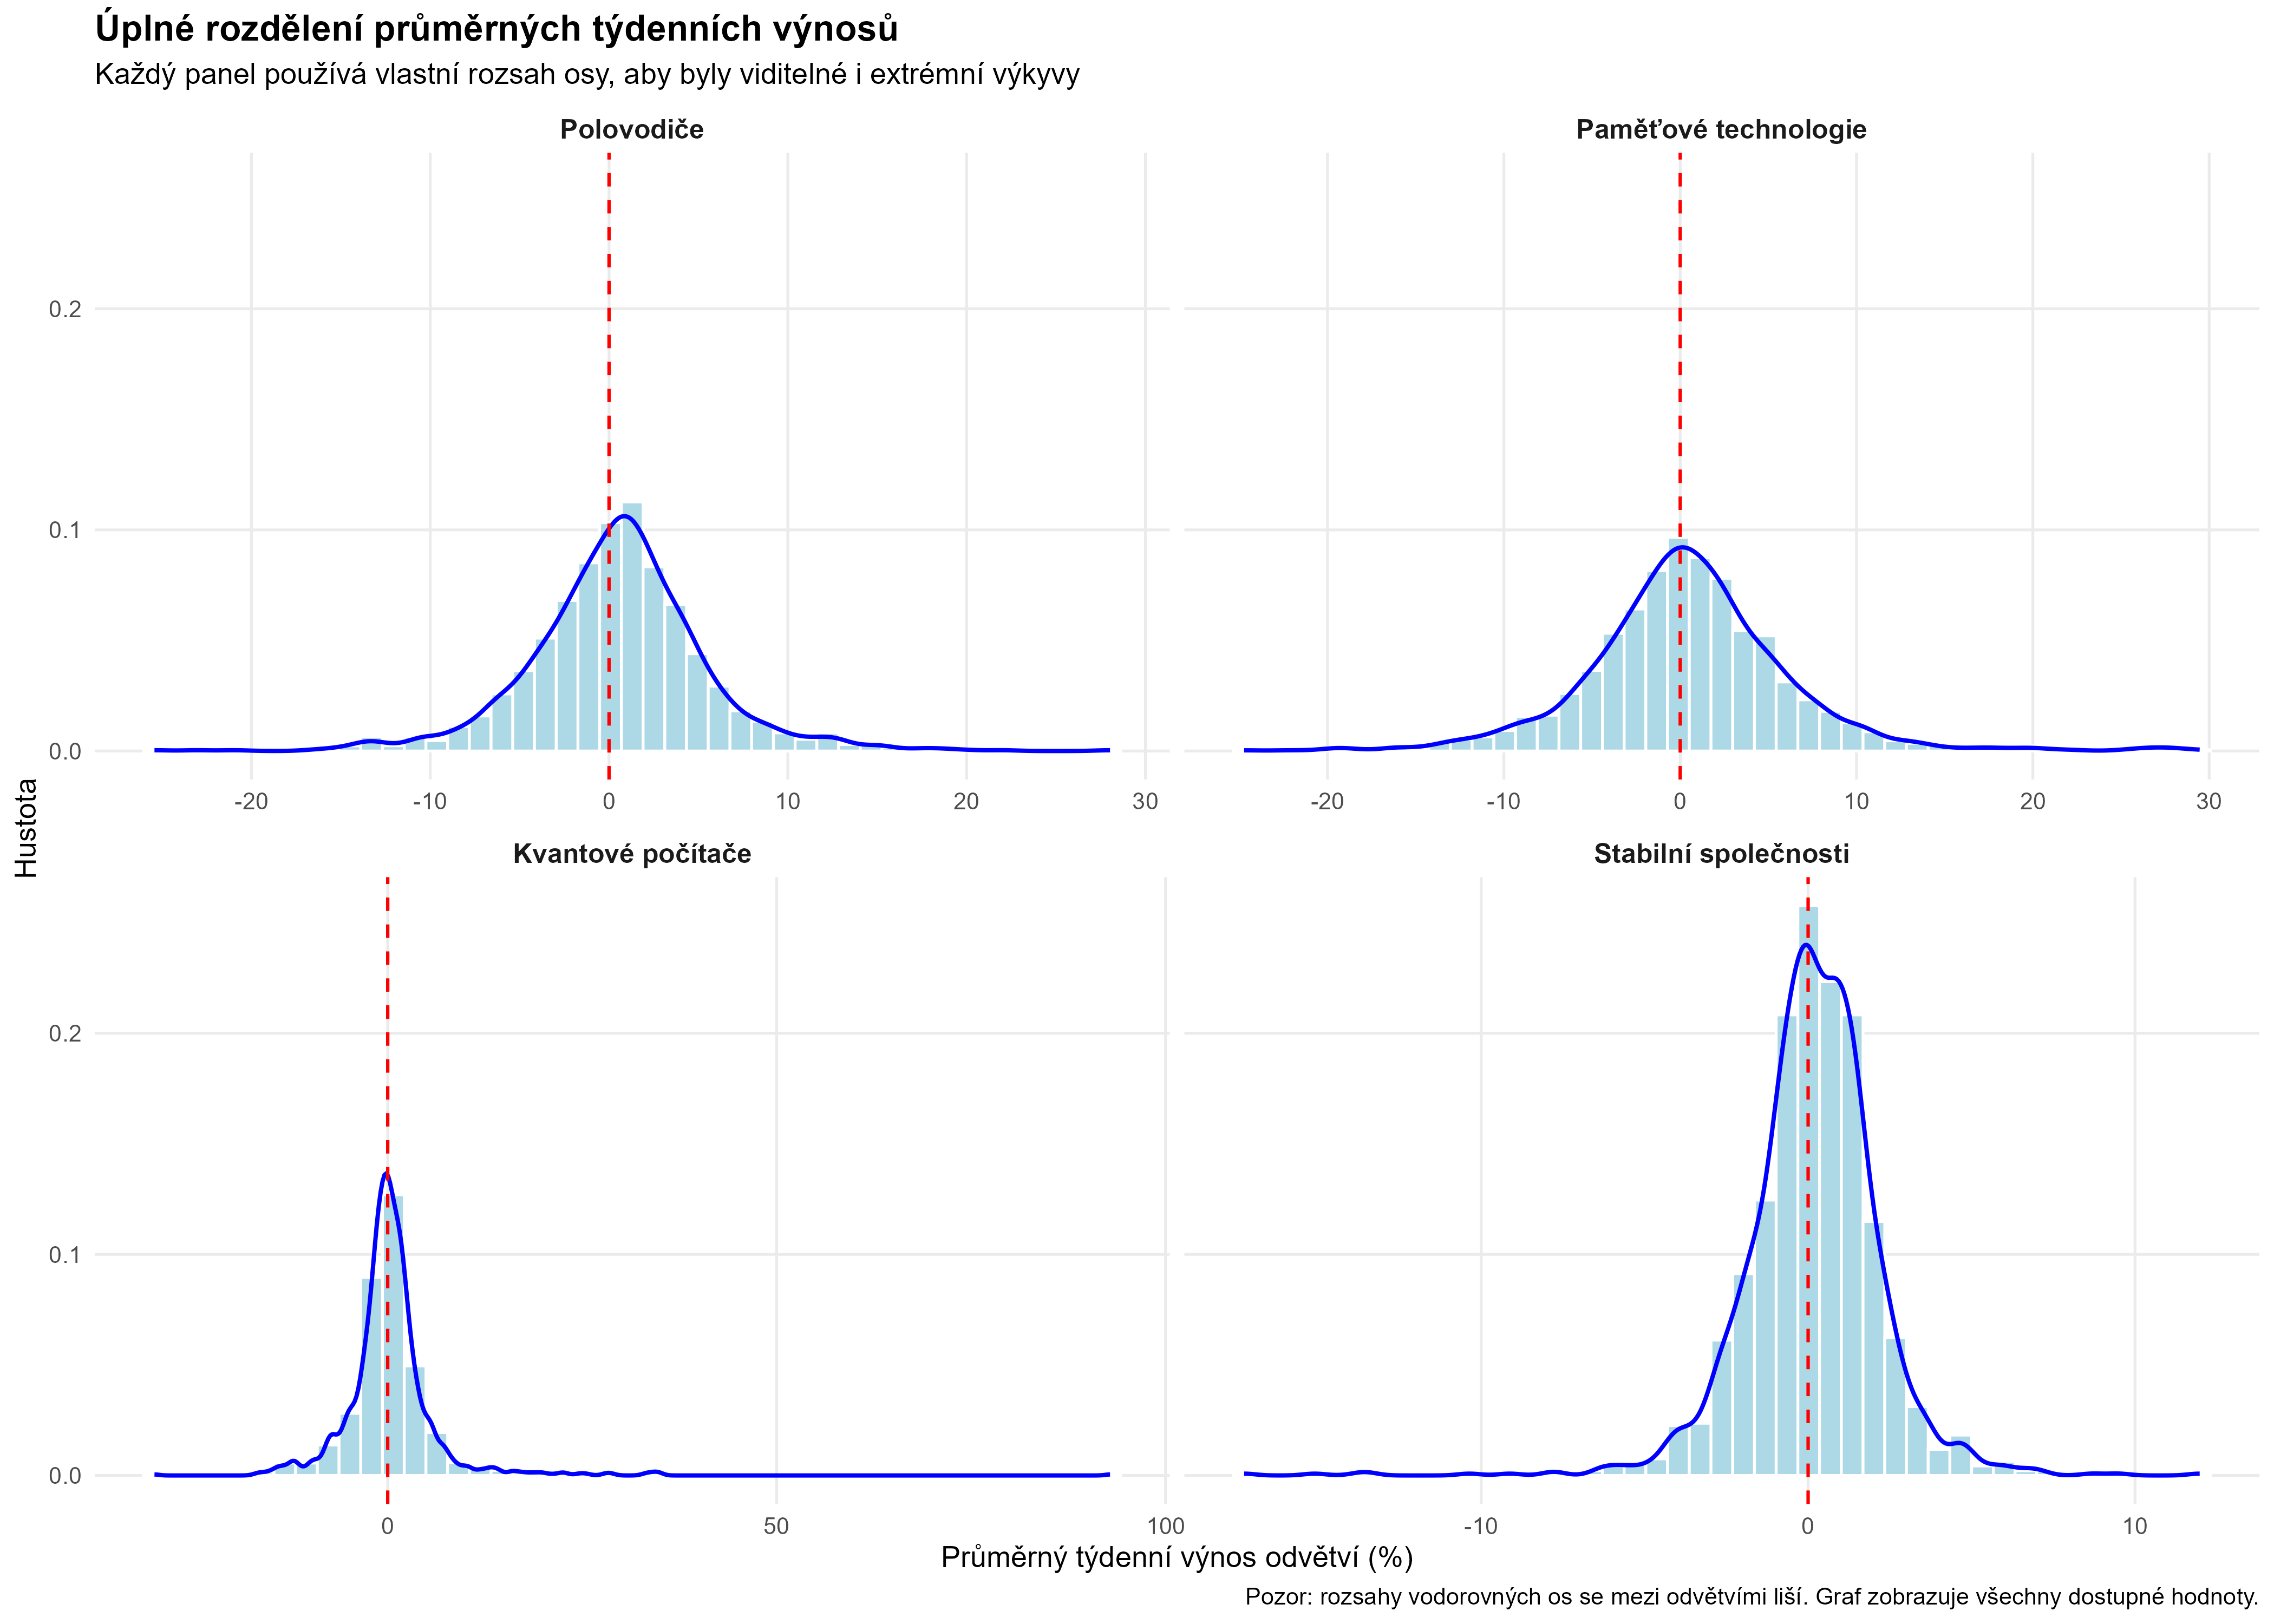 Úplné rozdělení průměrných týdenních výnosů
Každý panel používá vlastní rozsah osy, aby byly viditelné i extrémní výkyvy
Polovodiče
Paměťové technologie
0.2
0.1
0.0
-20 -10 0 10 20 30
-20 -10 0 10 20 30
Hustota
Kvantové počítače
Stabilní společnosti
0.2
0.1
0.0
0 50 100
-10 0 10
Průměrný týdenní výnos odvětví (%)
Pozor: rozsahy vodorovných os se mezi odvětvími liší. Graf zobrazuje všechny dostupné hodnoty.